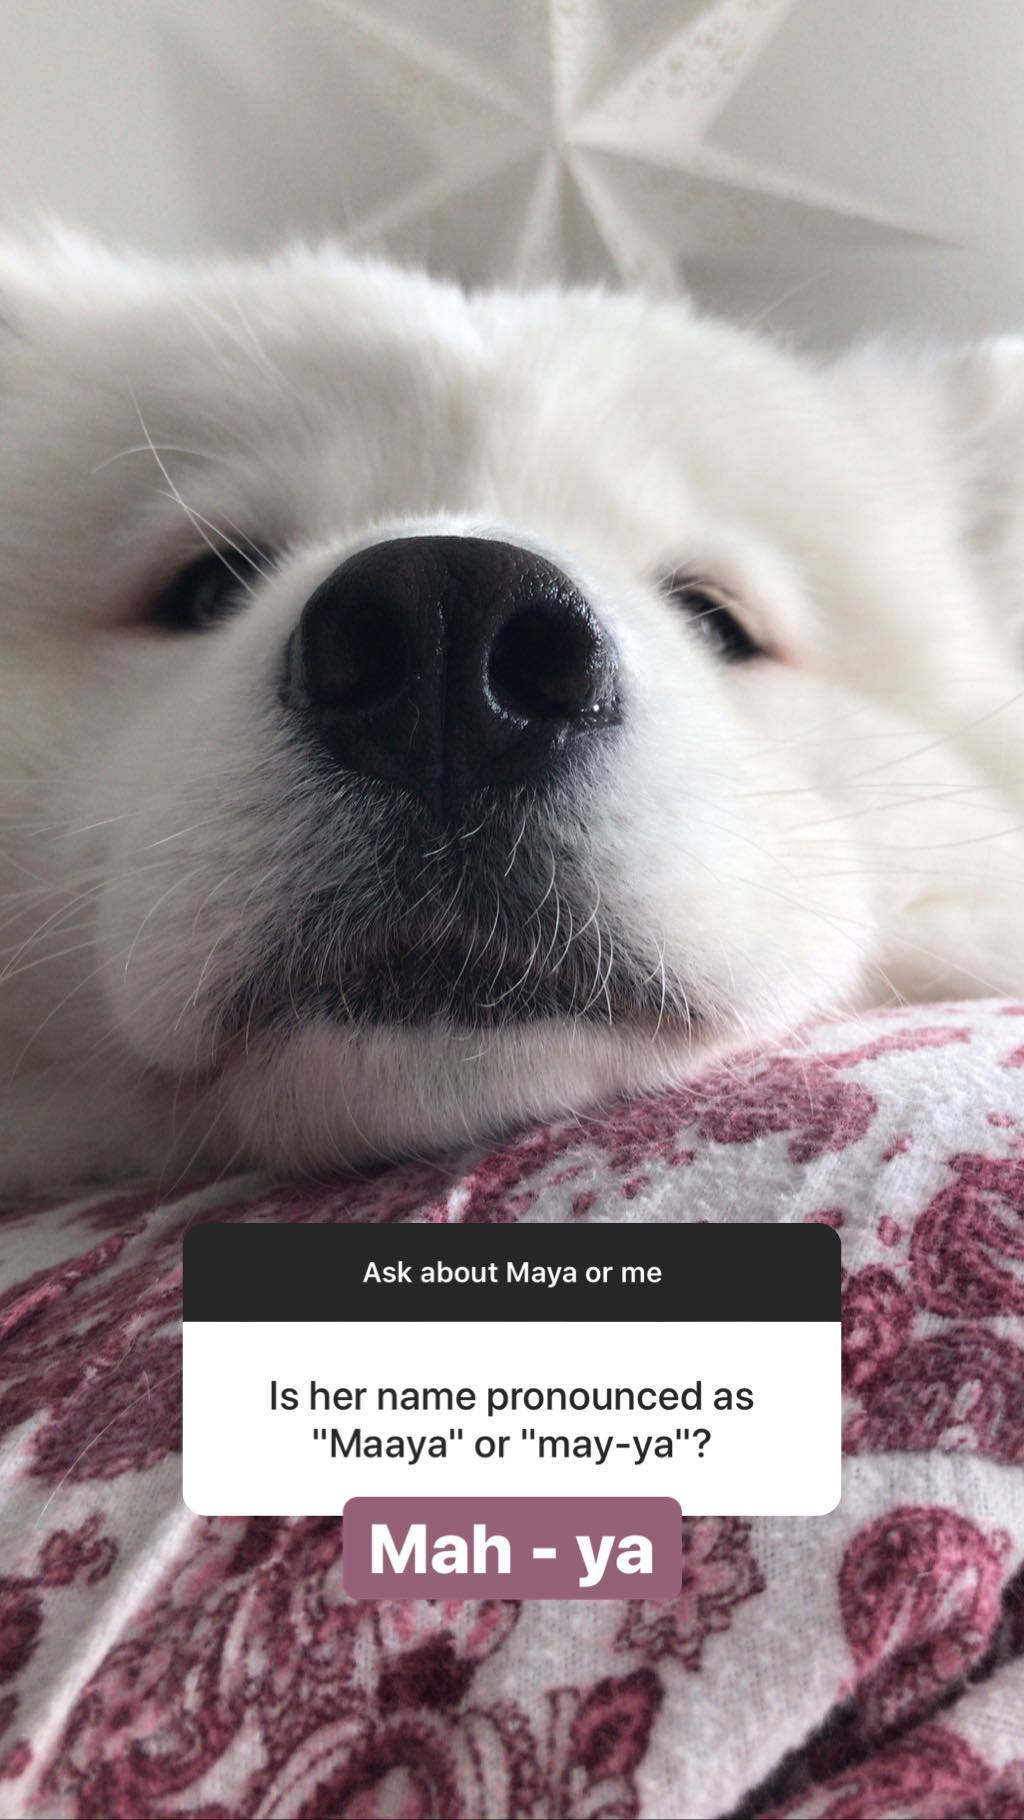 Ask about Maya or me
Is her name pronounced as
"Maaya" or "may-ya"?
Mah - ya